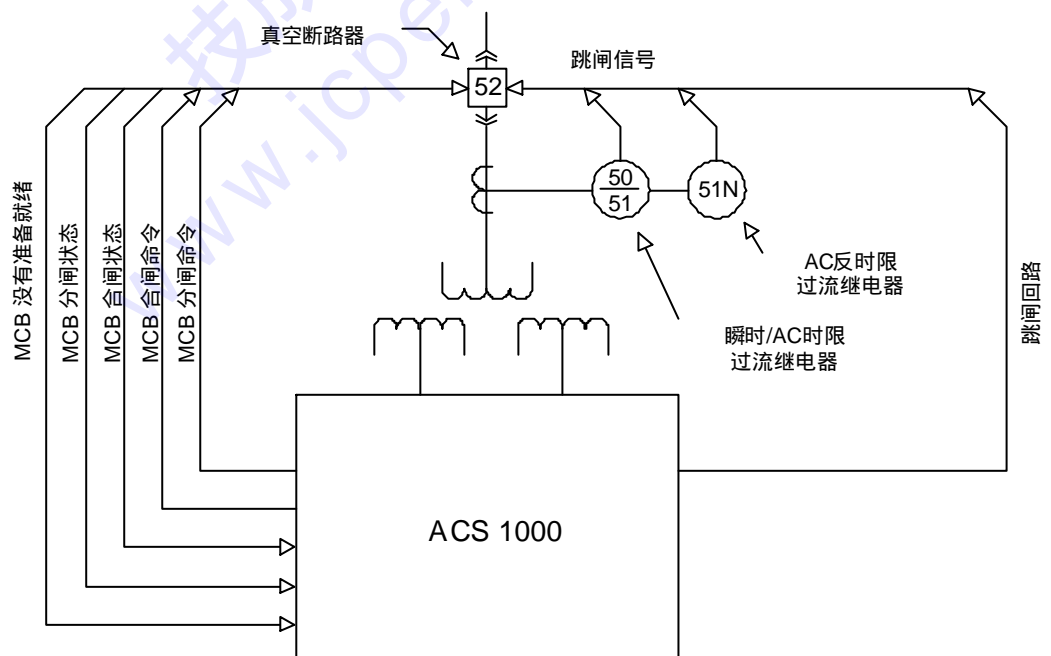 真空断路器
跳闸信号
52
50
51
51N
AC反时限
过流继电器
瞬时/AC时限
过流继电器
MCB 没有准备就绪
MCB 分闸状态
MCB 合闸状态
MCB 合闸命令
MCB 分闸命令
跳闸回路
ACS 1000